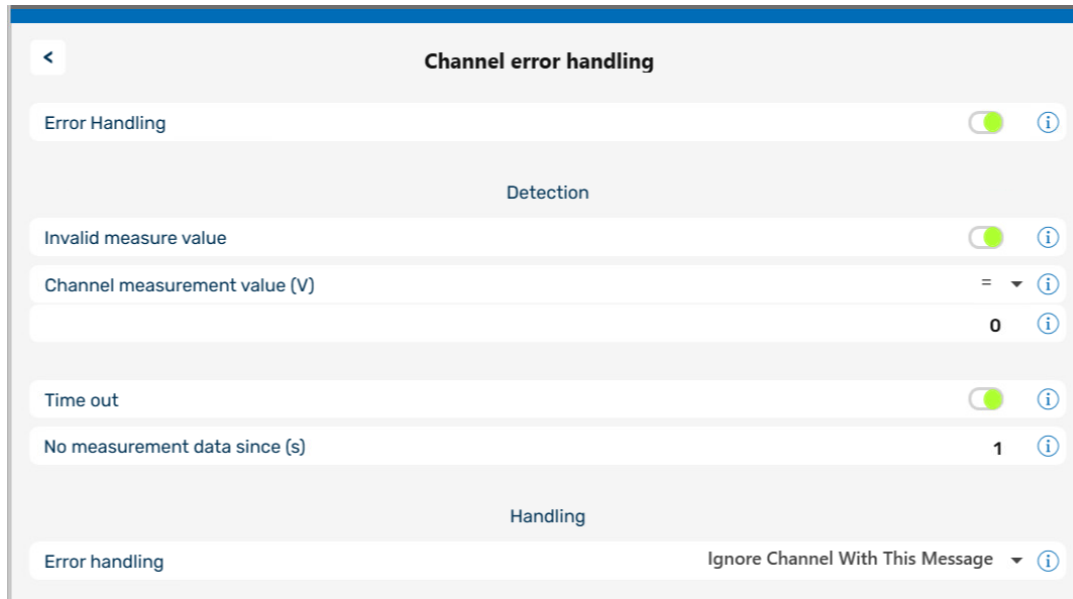 Channel error handling
Error Handling
Detection
Invalid measure value
Channel measurement value (V) =
0
Time out
No measurement data since (s) 1
Handling
Error handling Ignore Channel With This Message